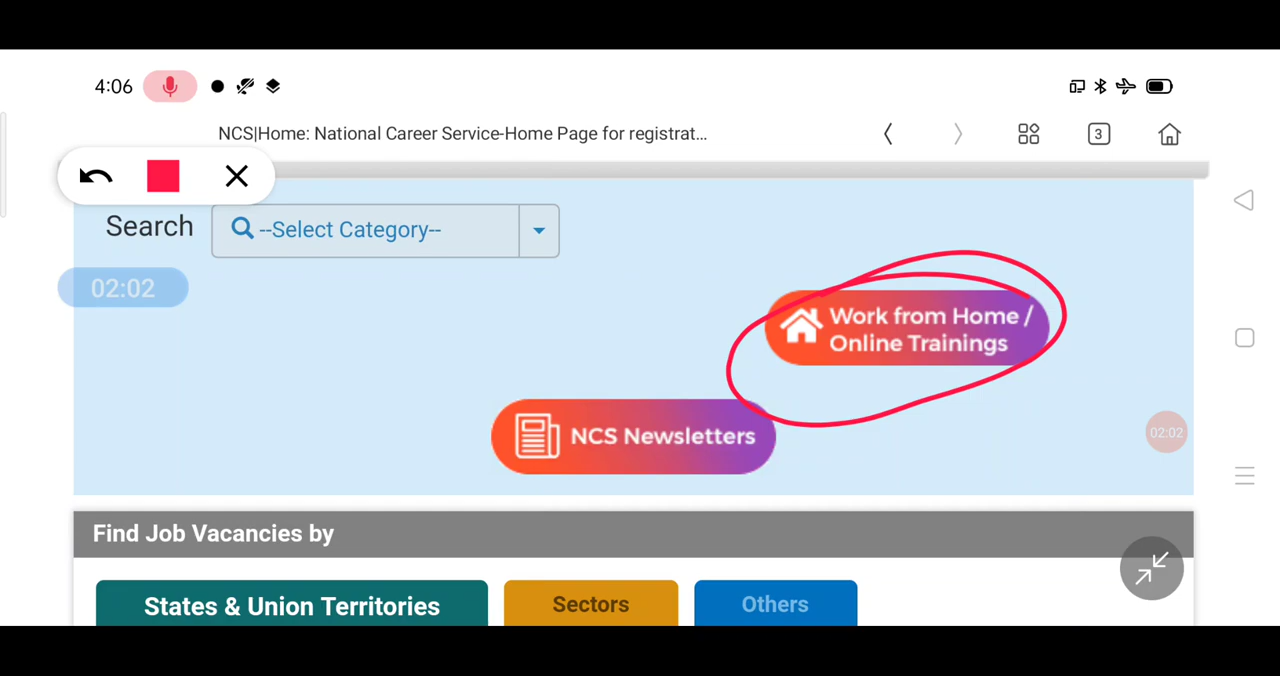 4:06
NCS|Home: National Career Service-Home Page for registrat...
3
Search
--Select Category--
02:02
Work from Home /
Online Trainings
NCS Newsletters
02:02
Find Job Vacancies by
States & Union Territories
Sectors
Others